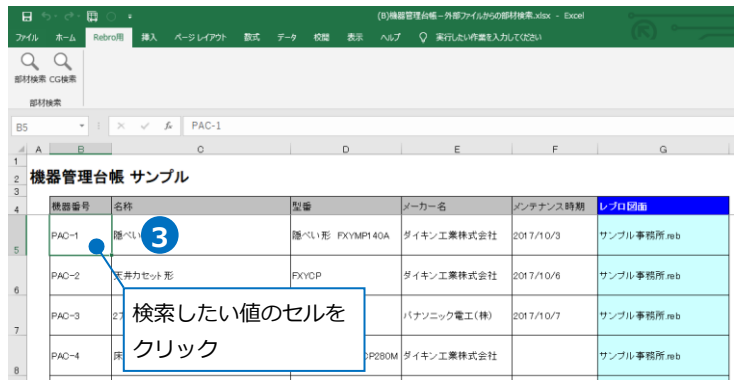 (B)機器管理台帳－外部ファイルからの部材検索.xlsx - Excel
ファイル ホーム Rebro用 挿入 ページ レイアウト 数式 データ 校閲 表示 ヘルプ 実行したい作業を入力してください
部材検索 CG検索
部材検索
B5 fx PAC-1
A B C D E F G
1
2 機器管理台帳 サンプル
3
4 機器番号 名称 型番 メーカー名 メンテナンス時期 レブロ図面
5 PAC-1 隠ぺい 3 隠ぺい形 FXYMP140A ダイキン工業株式会社 2017/10/3 サンプル事務所.reb
6 PAC-2 天井カセット形 FXYCP ダイキン工業株式会社 2017/10/6 サンプル事務所.reb
7 PAC-3 パナソニック電工(株) 2017/10/7 サンプル事務所.reb
8 PAC-4 床 CP280M ダイキン工業株式会社 サンプル事務所.reb
検索したい値のセルを
クリック